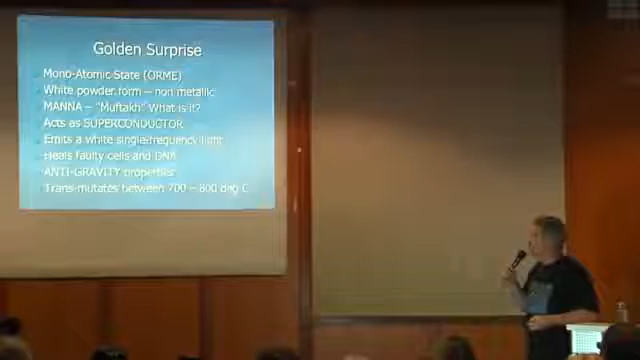 Golden Surprise
Mono-Atomic State (ORME)
White powder form – non metallic
MANNA – "Muftakh" What is it?
Acts as SUPERCONDUCTOR
Emits a white single-frequency light
Heals faulty cells and DNA
ANTI-GRAVITY properties
Trans-mutates between 700 – 800 deg C